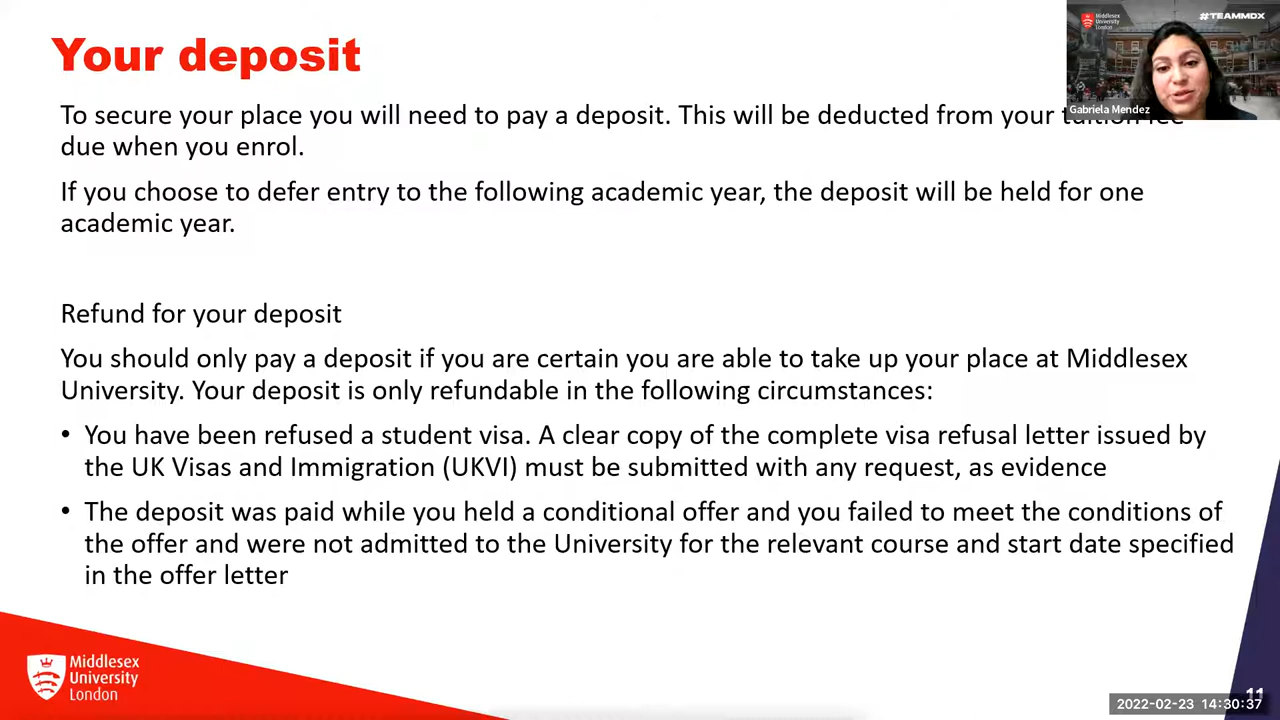 Your deposit
Middlesex
University
London
#TEAMMDX
Gabriela Mendez
To secure your place you will need to pay a deposit. This will be deducted from your tuition fee
due when you enrol.
If you choose to defer entry to the following academic year, the deposit will be held for one
academic year.
Refund for your deposit
You should only pay a deposit if you are certain you are able to take up your place at Middlesex
University. Your deposit is only refundable in the following circumstances:
• You have been refused a student visa. A clear copy of the complete visa refusal letter issued by
the UK Visas and Immigration (UKVI) must be submitted with any request, as evidence
• The deposit was paid while you held a conditional offer and you failed to meet the conditions of
the offer and were not admitted to the University for the relevant course and start date specified
in the offer letter
Middlesex
University
London
11
2022-02-23 14:30:37